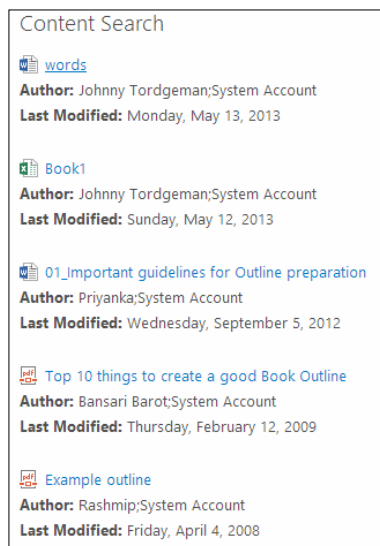 Content Search
words
Author: Johnny Tordgeman;System Account
Last Modified: Monday, May 13, 2013
Book1
Author: Johnny Tordgeman;System Account
Last Modified: Sunday, May 12, 2013
01_Important guidelines for Outline preparation
Author: Priyanka;System Account
Last Modified: Wednesday, September 5, 2012
Top 10 things to create a good Book Outline
Author: Bansari Barot;System Account
Last Modified: Thursday, February 12, 2009
Example outline
Author: Rashmip;System Account
Last Modified: Friday, April 4, 2008